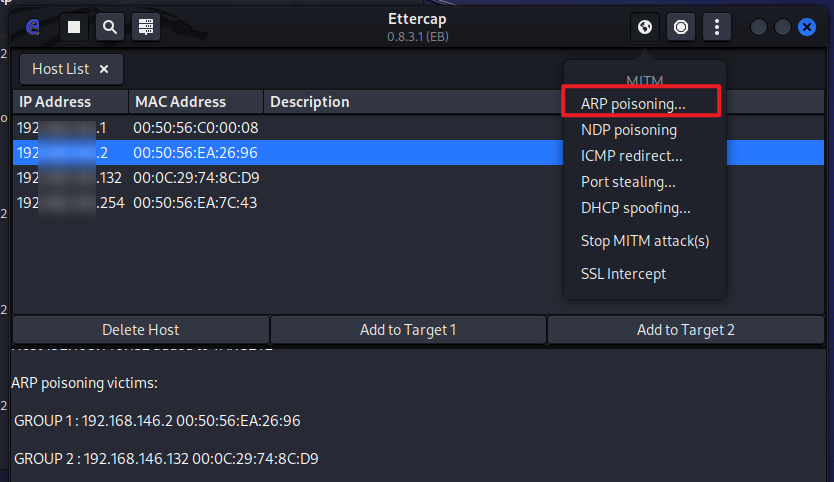 Ettercap
0.8.3.1 (EB)
Host List ×
MITM
IP Address MAC Address Description
ARP poisoning...
192 .1 00:50:56:C0:00:08
NDP poisoning
192 .2 00:50:56:EA:26:96
ICMP redirect...
192 .132 00:0C:29:74:8C:D9
Port stealing...
192 .254 00:50:56:EA:7C:43
DHCP spoofing...
Stop MITM attack(s)
SSL Intercept
Delete Host Add to Target 1 Add to Target 2
ARP poisoning victims:
GROUP 1 : 192.168.146.2 00:50:56:EA:26:96
GROUP 2 : 192.168.146.132 00:0C:29:74:8C:D9